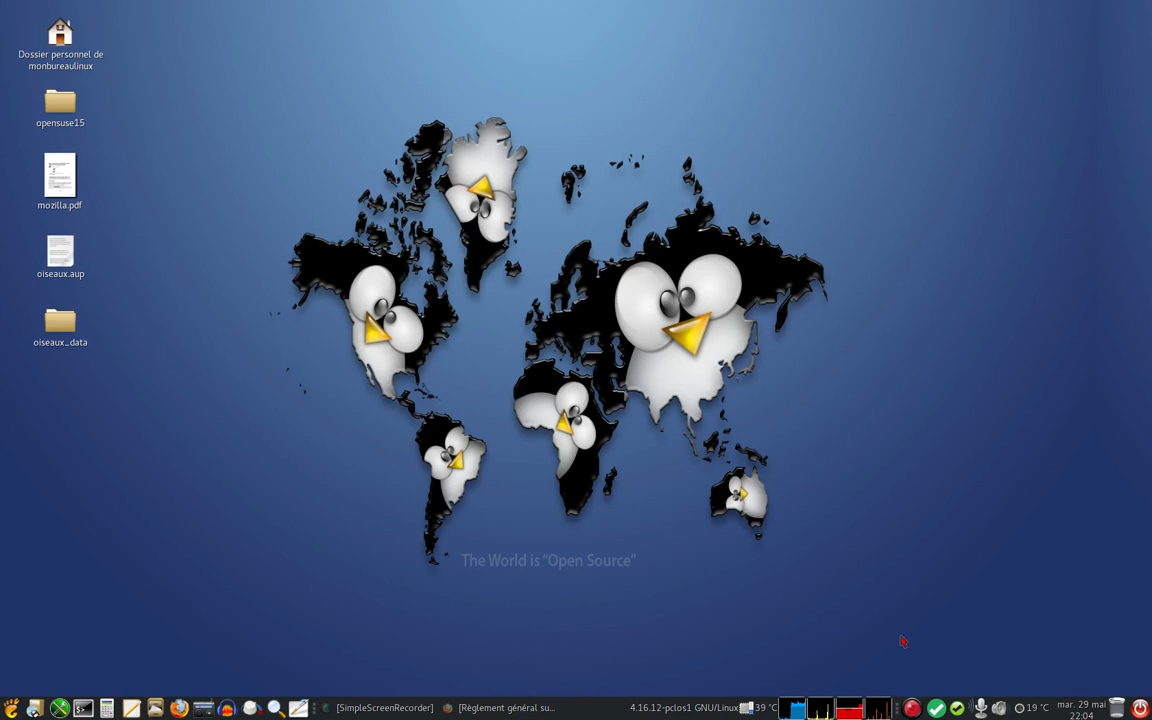 Dossier personnel de
monbureaulinux
opensuse15
mozilla.pdf
oiseaux.aup
oiseaux_data
The World is “Open Source”
[SimpleScreenRecorder]
[Règlement général su...
4.16.12-pclos1 GNU/Linux
39 °C
19 °C
mar. 29 mai
22:04